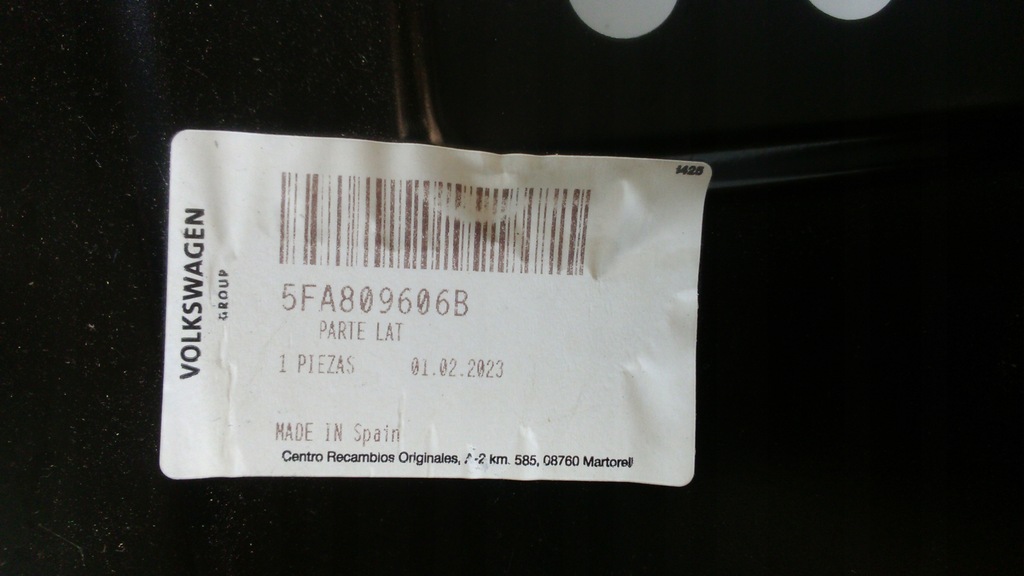 1425
VOLKSWAGEN
GROUP
5FA809606B
PARTE LAT
1 PIEZAS 01.02.2023
MADE IN Spain
Centro Recambios Originales, A-2 km. 585, 08760 Martorell